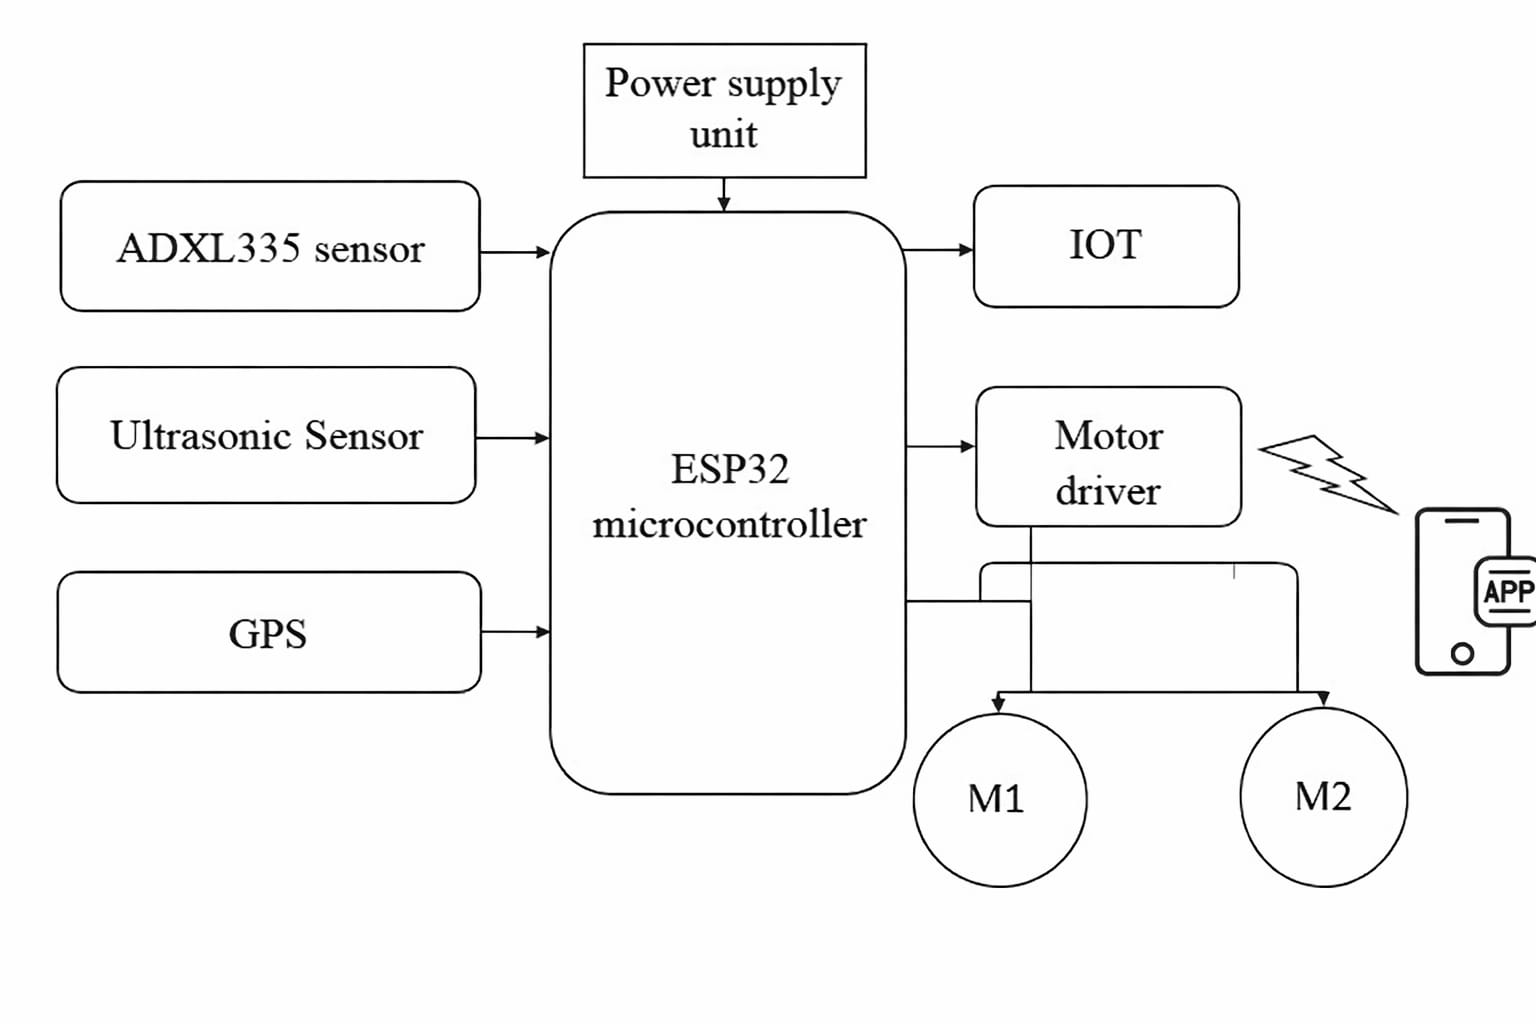 Power supply
unit
ADXL335 sensor
IOT
Ultrasonic Sensor
Motor
driver
ESP32
microcontroller
APP
GPS
M1
M2